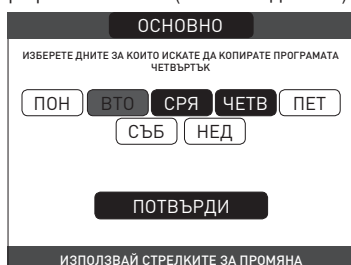 ОСНОВНО
ИЗБЕРЕТЕ ДНИТЕ ЗА КОИТО ИСКАТЕ ДА КОПИРАТЕ ПРОГРАМАТА
ЧЕТВЪРТЪК
ПОН ВТО СРЯ ЧЕТВ ПЕТ
СЪБ НЕД
ПОТВЪРДИ
ИЗПОЛЗВАЙ СТРЕЛКИТЕ ЗА ПРОМЯНА